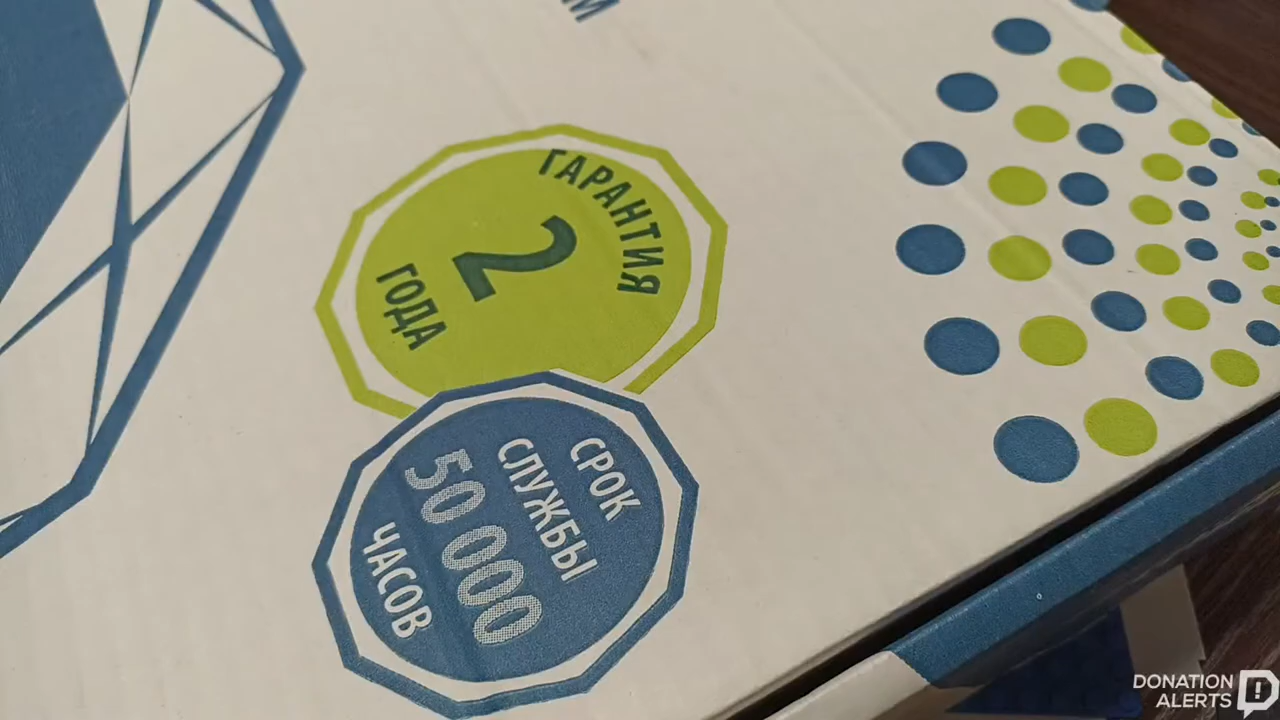 ГАРАНТИЯ
2
ГОДА
СРОК
СЛУЖБЫ
50 000
ЧАСОВ
DONATION
ALERTS